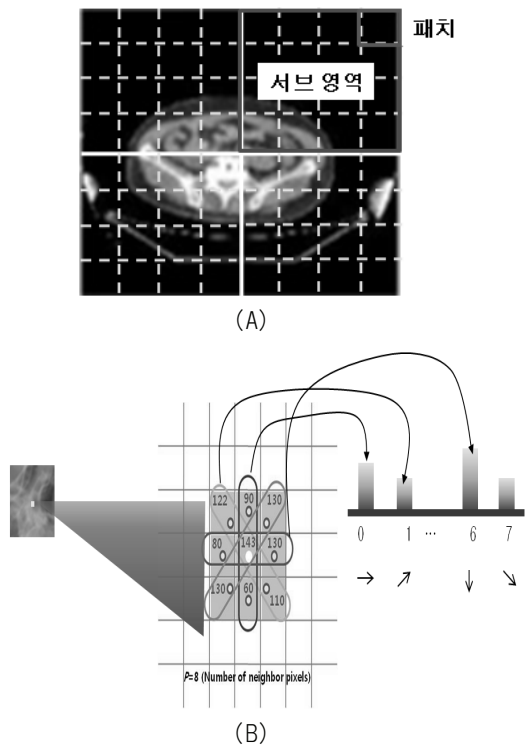 패치
서브 영역
(A)
122 90 130
80 143 130
130 60 110
0 1 … 6 7
P=8 (Number of neighbor pixels)
(B)